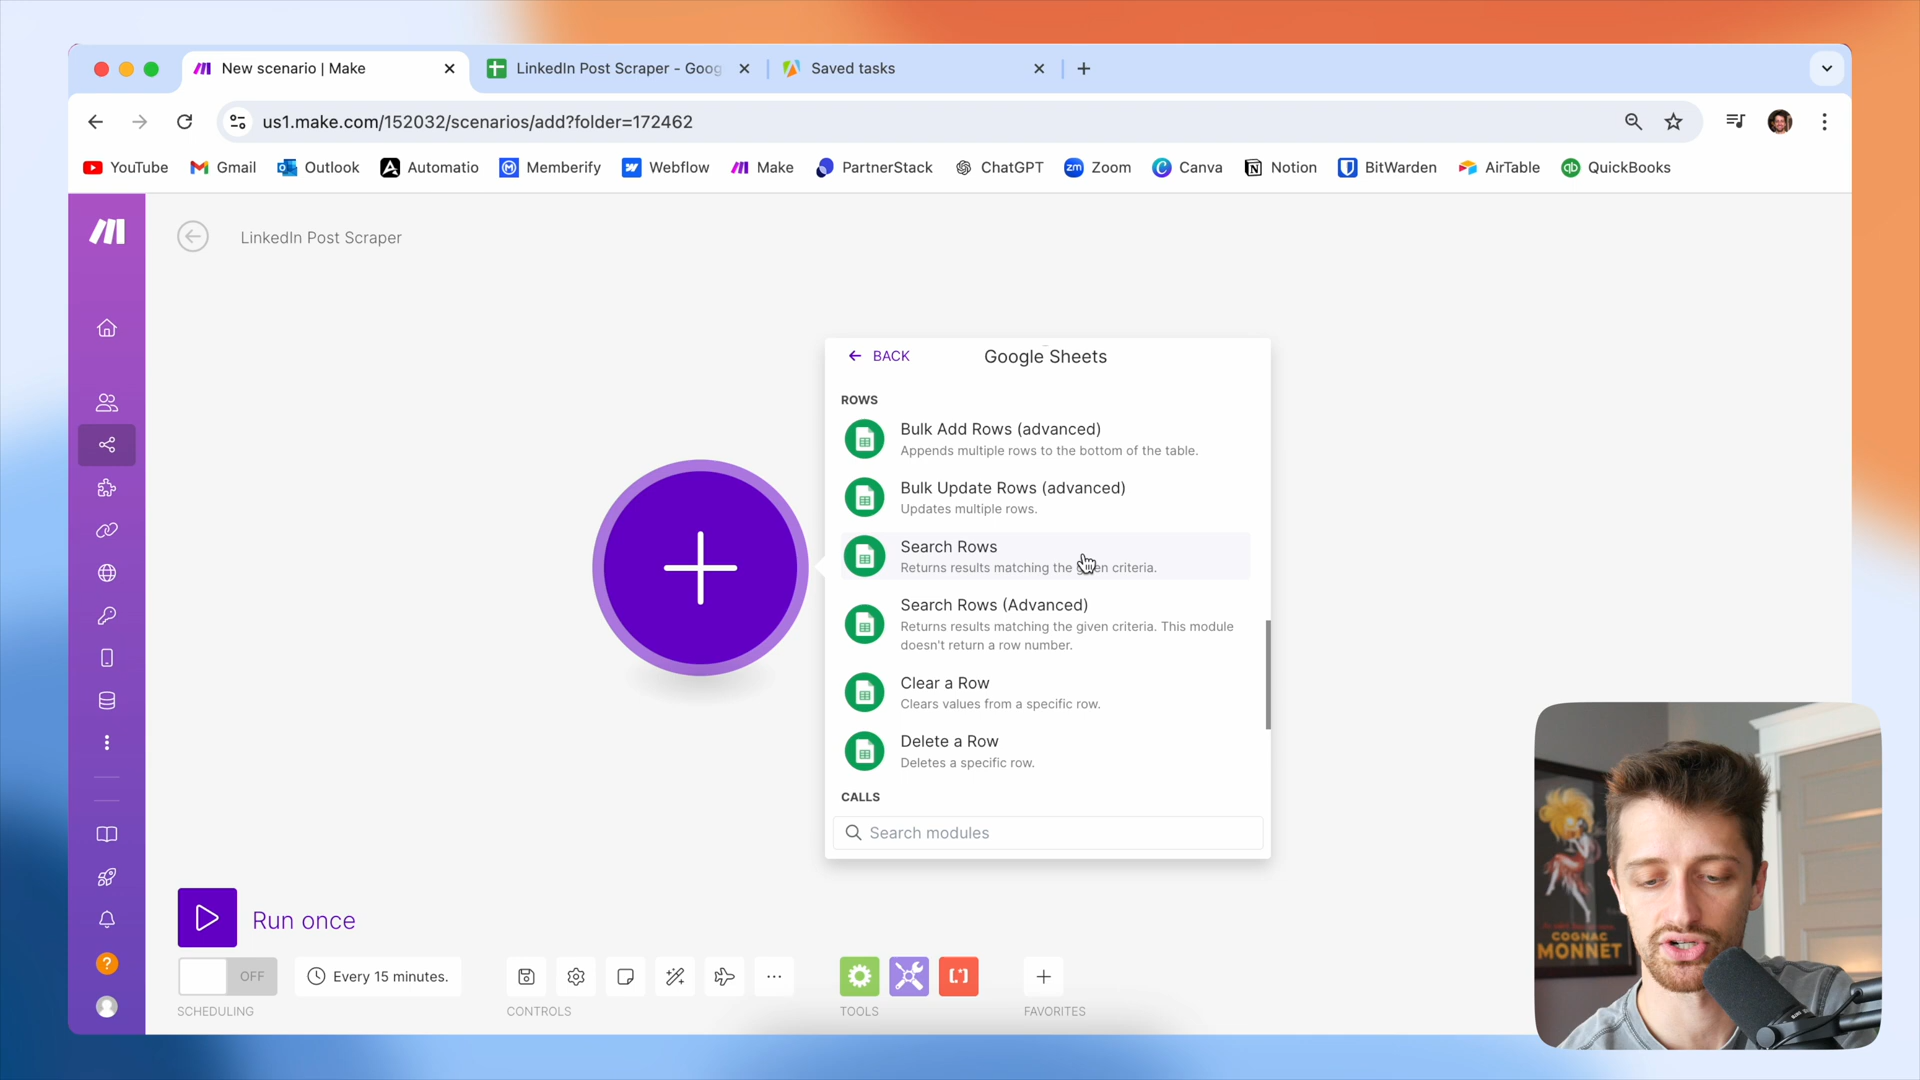 New scenario | Make
LinkedIn Post Scraper - Goog
Saved tasks
us1.make.com/152032/scenarios/add?folder=172462
YouTube
Gmail
Outlook
Automatio
Memberify
Webflow
Make
PartnerStack
ChatGPT
zm
Zoom
Canva
Notion
BitWarden
AirTable
qb
QuickBooks
LinkedIn Post Scraper
BACK
Google Sheets
ROWS
Bulk Add Rows (advanced)
Appends multiple rows to the bottom of the table.
Bulk Update Rows (advanced)
Updates multiple rows.
Search Rows
Returns results matching the given criteria.
Search Rows (Advanced)
Returns results matching the given criteria. This module
doesn't return a row number.
Clear a Row
Clears values from a specific row.
Delete a Row
Deletes a specific row.
CALLS
Search modules
Run once
OFF
Every 15 minutes.
SCHEDULING
CONTROLS
TOOLS
FAVORITES
COGNAC
MONNET